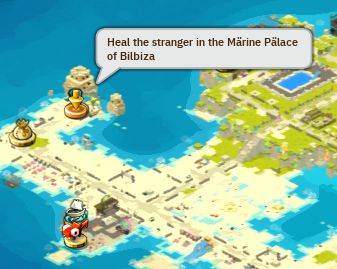 Heal the stranger in the Märine Pälace
of Bilbiza